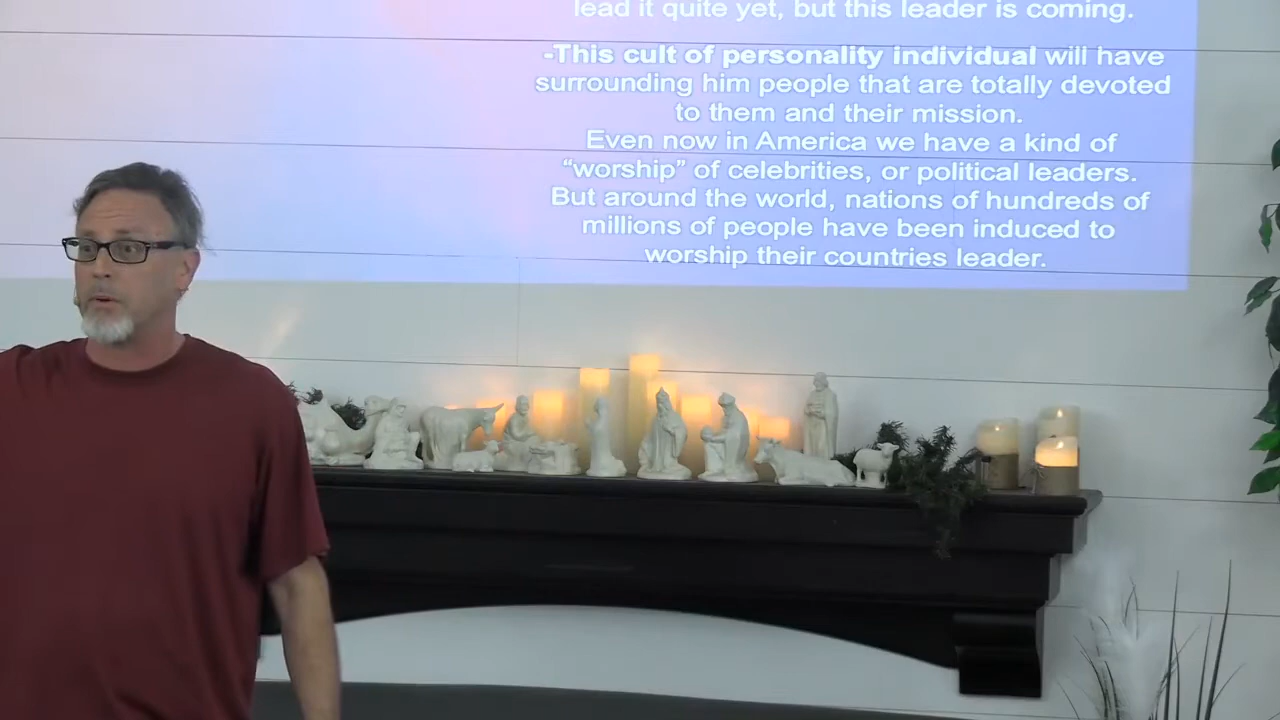 lead it quite yet, but this leader is coming.
-This cult of personality individual will have
surrounding him people that are totally devoted
to them and their mission.
Even now in America we have a kind of
“worship” of celebrities, or political leaders.
But around the world, nations of hundreds of
millions of people have been induced to
worship their countries leader.